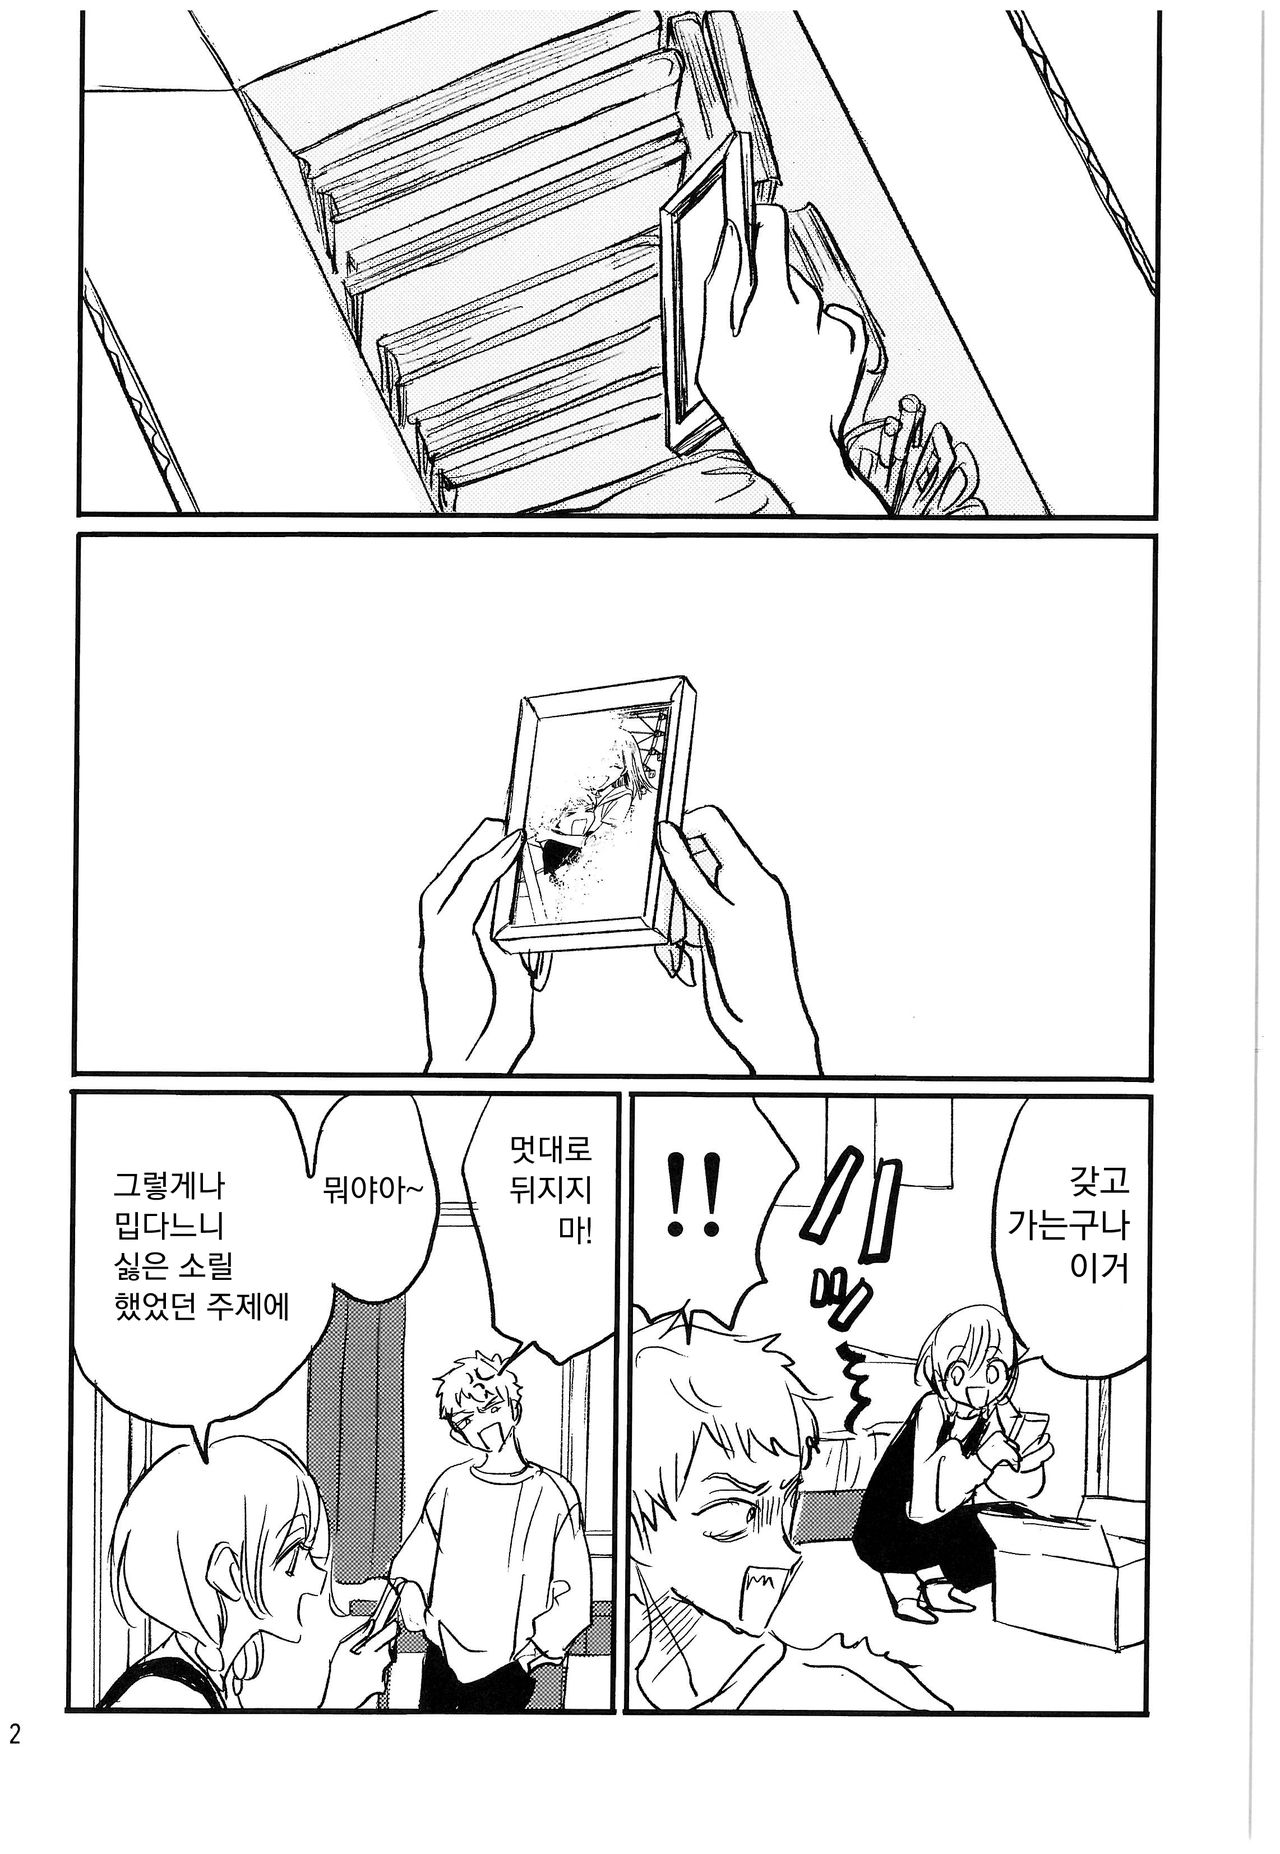 갖고
가는구나
이거
!!
멋대로
뒤지지
마!
뭐야아~
그렇게나
밉다느니
싫은 소릴
했었던 주제에
2